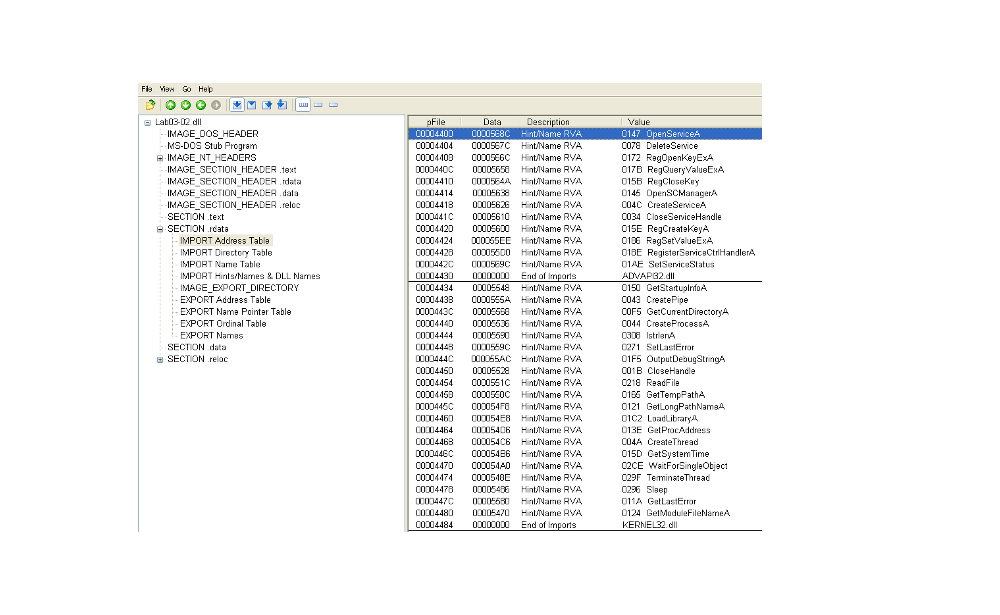 File View Go Help
Lab03-02.dll
IMAGE_DOS_HEADER
MS-DOS Stub Program
IMAGE_NT_HEADERS
IMAGE_SECTION_HEADER .text
IMAGE_SECTION_HEADER .rdata
IMAGE_SECTION_HEADER .data
IMAGE_SECTION_HEADER .reloc
SECTION .text
SECTION .rdata
IMPORT Address Table
IMPORT Directory Table
IMPORT Name Table
IMPORT Hints/Names & DLL Names
IMAGE_EXPORT_DIRECTORY
EXPORT Address Table
EXPORT Name Pointer Table
EXPORT Ordinal Table
EXPORT Names
SECTION .data
SECTION .reloc
pFile Data Description Value
00004400 0000568C Hint/Name RVA 0147 OpenServiceA
00004404 0000567C Hint/Name RVA 0078 DeleteService
00004408 0000566C Hint/Name RVA 0172 RegOpenKeyExA
0000440C 00005658 Hint/Name RVA 017B RegQueryValueExA
00004410 0000564A Hint/Name RVA 015B RegCloseKey
00004414 00005638 Hint/Name RVA 0145 OpenSCManagerA
00004418 00005626 Hint/Name RVA 004C CreateServiceA
0000441C 00005610 Hint/Name RVA 0034 CloseServiceHandle
00004420 00005600 Hint/Name RVA 015E RegCreateKeyA
00004424 000055EE Hint/Name RVA 0186 RegSetValueExA
00004428 000055D0 Hint/Name RVA 018E RegisterServiceCtrlHandlerA
0000442C 0000569C Hint/Name RVA 01AE SetServiceStatus
00004430 00000000 End of Imports ADVAPI32.dll
00004434 00005548 Hint/Name RVA 0150 GetStartupInfoA
00004438 0000555A Hint/Name RVA 0043 CreatePipe
0000443C 00005568 Hint/Name RVA 00F5 GetCurrentDirectoryA
00004440 00005536 Hint/Name RVA 0044 CreateProcessA
00004444 00005590 Hint/Name RVA 0308 lstrlenA
00004448 0000559C Hint/Name RVA 0271 SetLastError
0000444C 000055AC Hint/Name RVA 01F5 OutputDebugStringA
00004450 00005528 Hint/Name RVA 001B CloseHandle
00004454 0000551C Hint/Name RVA 0218 ReadFile
00004458 0000550C Hint/Name RVA 0165 GetTempPathA
0000445C 000054F8 Hint/Name RVA 0121 GetLongPathNameA
00004460 000054E8 Hint/Name RVA 01C2 LoadLibraryA
00004464 000054D6 Hint/Name RVA 013E GetProcAddress
00004468 000054C6 Hint/Name RVA 004A CreateThread
0000446C 000054B6 Hint/Name RVA 015D GetSystemTime
00004470 000054A0 Hint/Name RVA 02CE WaitForSingleObject
00004474 0000548E Hint/Name RVA 029F TerminateThread
00004478 00005486 Hint/Name RVA 0296 Sleep
0000447C 00005580 Hint/Name RVA 011A GetLastError
00004480 00005470 Hint/Name RVA 0124 GetModuleFileNameA
00004484 00000000 End of Imports KERNEL32.dll